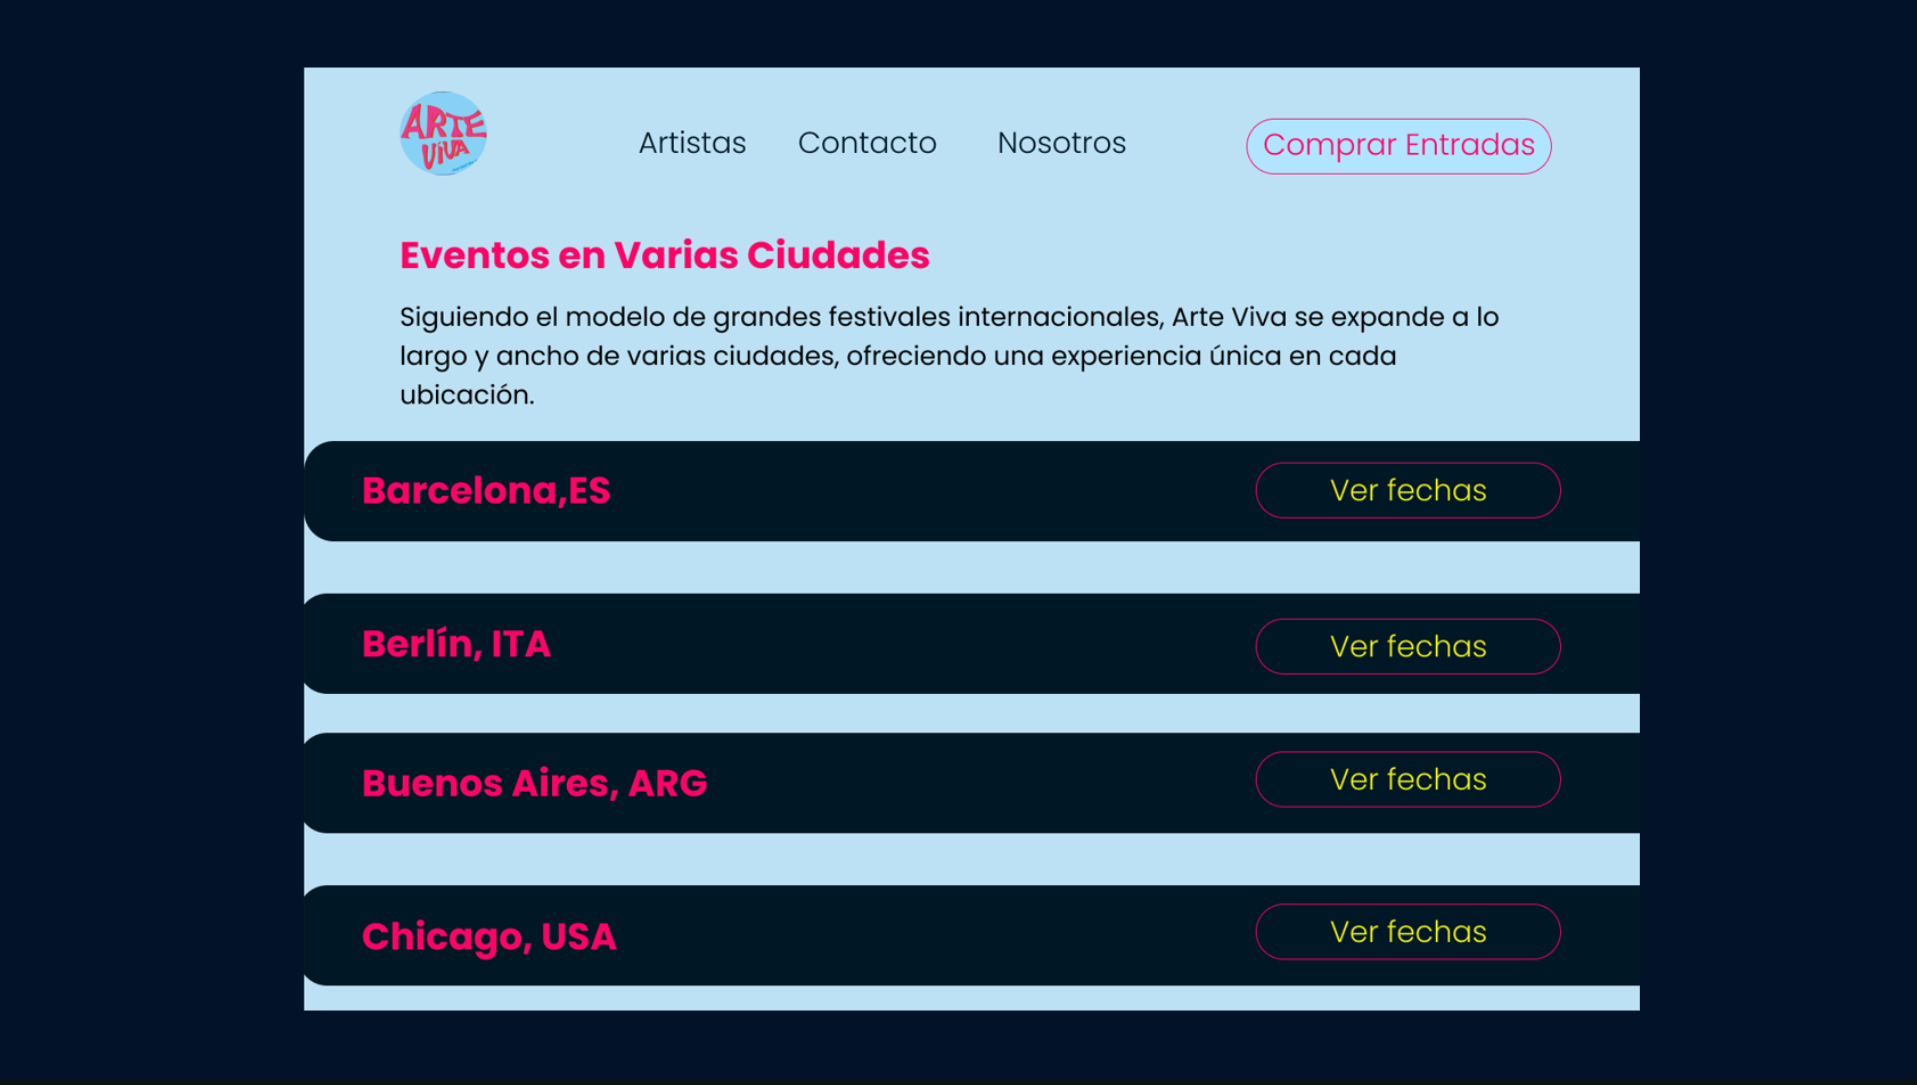 ARTE
VIVA
Artistas
Contacto
Nosotros
Comprar Entradas
Eventos en Varias Ciudades
Siguiendo el modelo de grandes festivales internacionales, Arte Viva se expande a lo
largo y ancho de varias ciudades, ofreciendo una experiencia única en cada
ubicación.
Barcelona,ES
Ver fechas
Berlín, ITA
Ver fechas
Buenos Aires, ARG
Ver fechas
Chicago, USA
Ver fechas